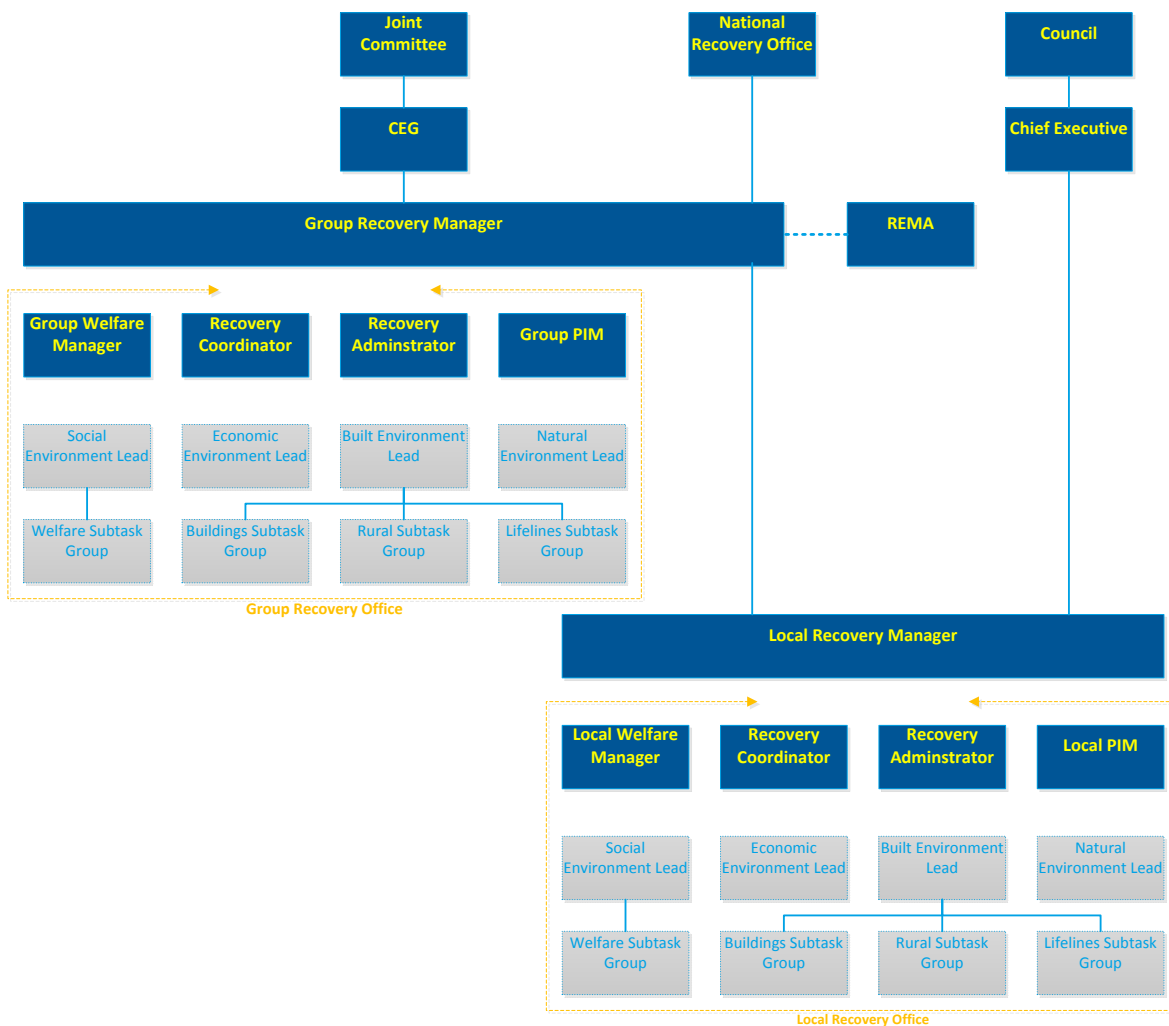 Joint
Committee
National
Recovery Office
Council
CEG
Chief Executive
Group Recovery Manager
REMA
Group Welfare
Manager
Recovery
Coordinator
Recovery
Adminstrator
Group PIM
Social
Environment Lead
Economic
Environment Lead
Built Environment
Lead
Natural
Environment Lead
Welfare Subtask
Group
Buildings Subtask
Group
Rural Subtask
Group
Lifelines Subtask
Group
Group Recovery Office
Local Recovery Manager
Local Welfare
Manager
Recovery
Coordinator
Recovery
Adminstrator
Local PIM
Social
Environment Lead
Economic
Environment Lead
Built Environment
Lead
Natural
Environment Lead
Welfare Subtask
Group
Buildings Subtask
Group
Rural Subtask
Group
Lifelines Subtask
Group
Local Recovery Office